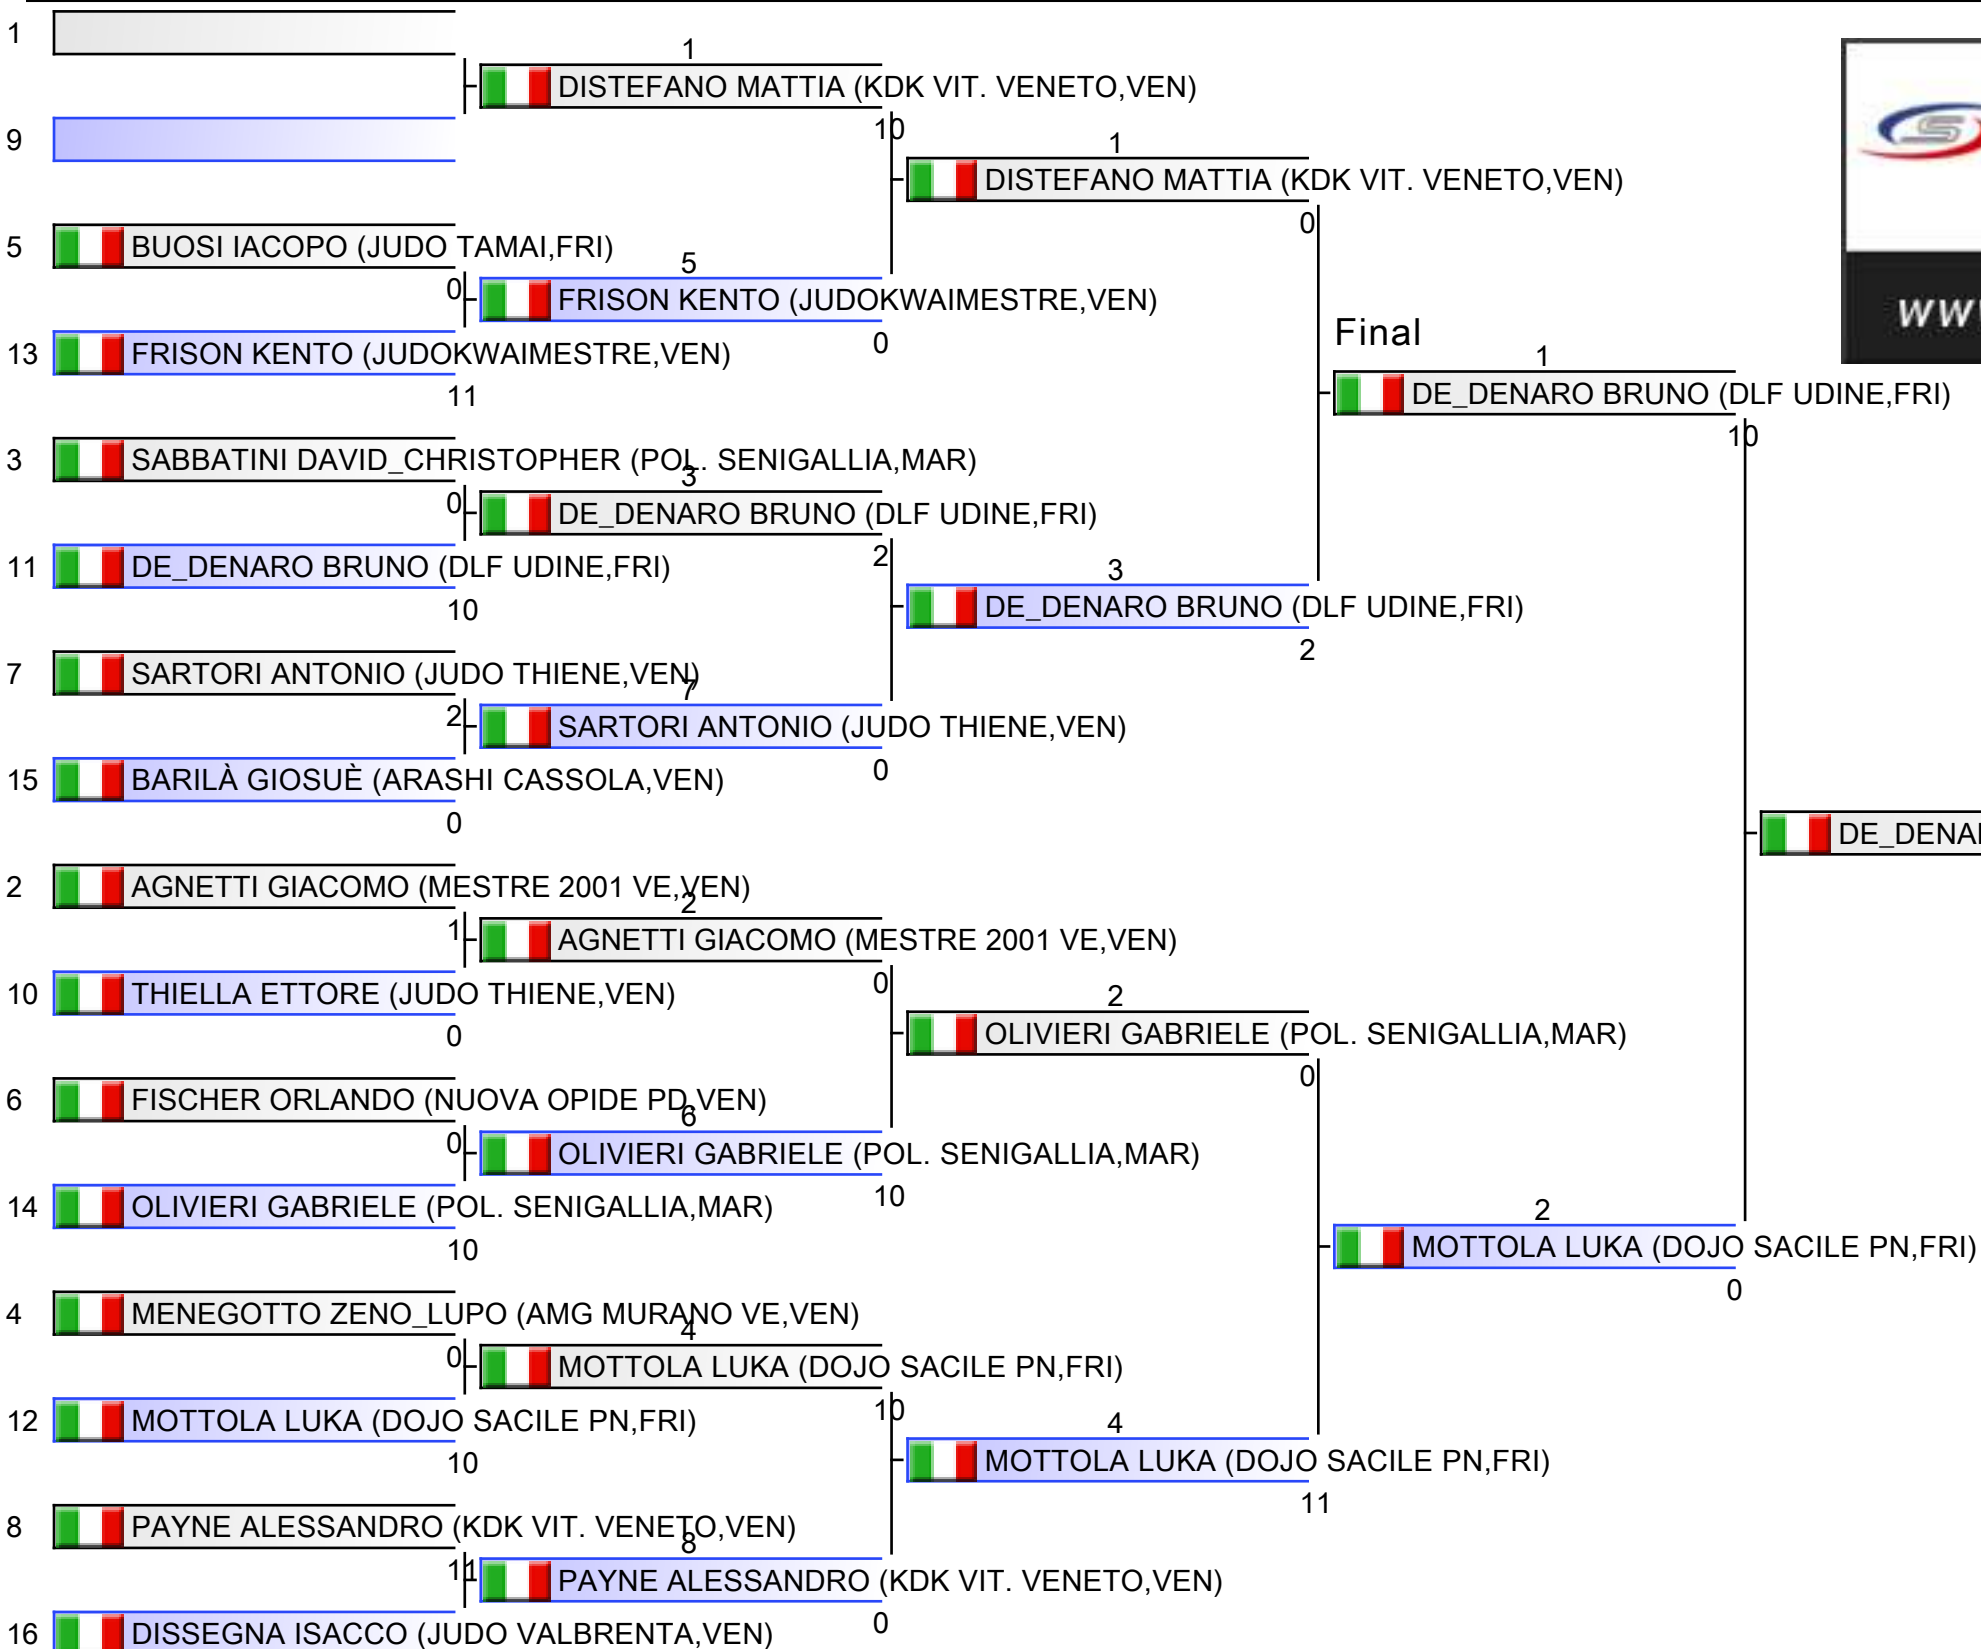 1
1
DISTEFANO MATTIA (KDK VIT. VENETO,VEN)
10
9
1
DISTEFANO MATTIA (KDK VIT. VENETO,VEN)
0
5 BUOSI IACOPO (JUDO TAMAI,FRI)
0
5
FRISON KENTO (JUDOKWAIMESTRE,VEN)
0
13 FRISON KENTO (JUDOKWAIMESTRE,VEN)
11
Final
1
DE_DENARO BRUNO (DLF UDINE,FRI)
10
3 SABBATINI DAVID_CHRISTOPHER (POL. SENIGALLIA,MAR)
0
3
DE_DENARO BRUNO (DLF UDINE,FRI)
2
11 DE_DENARO BRUNO (DLF UDINE,FRI)
10
3
DE_DENARO BRUNO (DLF UDINE,FRI)
2
7 SARTORI ANTONIO (JUDO THIENE,VEN)
2
7
SARTORI ANTONIO (JUDO THIENE,VEN)
0
15 BARILÀ GIOSUÈ (ARASHI CASSOLA,VEN)
0
2 AGNETTI GIACOMO (MESTRE 2001 VE,VEN)
1
2
AGNETTI GIACOMO (MESTRE 2001 VE,VEN)
0
10 THIELLA ETTORE (JUDO THIENE,VEN)
0
2
OLIVIERI GABRIELE (POL. SENIGALLIA,MAR)
0
6 FISCHER ORLANDO (NUOVA OPIDE PD,VEN)
0
6
OLIVIERI GABRIELE (POL. SENIGALLIA,MAR)
10
14 OLIVIERI GABRIELE (POL. SENIGALLIA,MAR)
10
2
MOTTOLA LUKA (DOJO SACILE PN,FRI)
0
4 MENEGOTTO ZENO_LUPO (AMG MURANO VE,VEN)
0
4
MOTTOLA LUKA (DOJO SACILE PN,FRI)
10
12 MOTTOLA LUKA (DOJO SACILE PN,FRI)
10
4
MOTTOLA LUKA (DOJO SACILE PN,FRI)
11
8 PAYNE ALESSANDRO (KDK VIT. VENETO,VEN)
11
8
PAYNE ALESSANDRO (KDK VIT. VENETO,VEN)
0
16 DISSEGNA ISACCO (JUDO VALBRENTA,VEN)